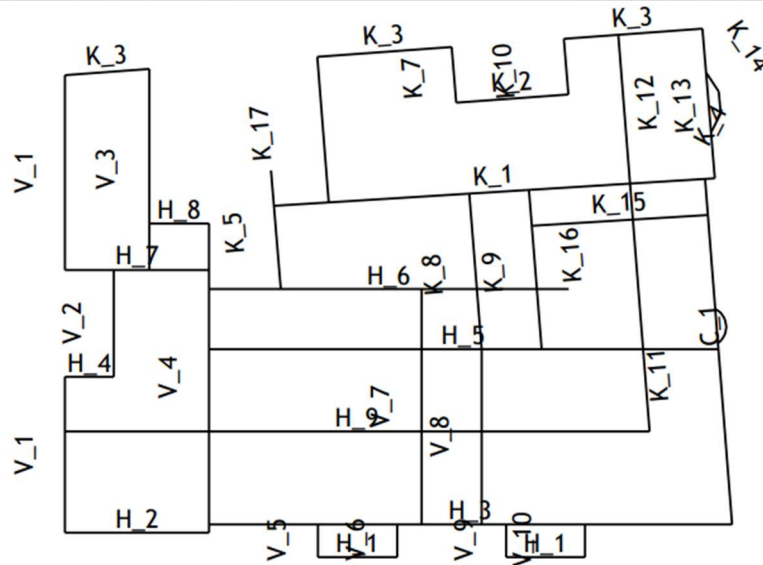 K_3
K_3
K_3
K_14
K_7
K_10
K_2
K_12
K_13
K_4
K_17
V_1
V_3
K_1
H_8
K_15
K_5
H_7
K_16
H_6
K_8
K_9
V_2
C_1
H_5
H_4
V_4
K_11
V_7
H_9
V_8
V_1
H_3
H_2
V_5
V_6
V_9
V_10
H_1
H_1